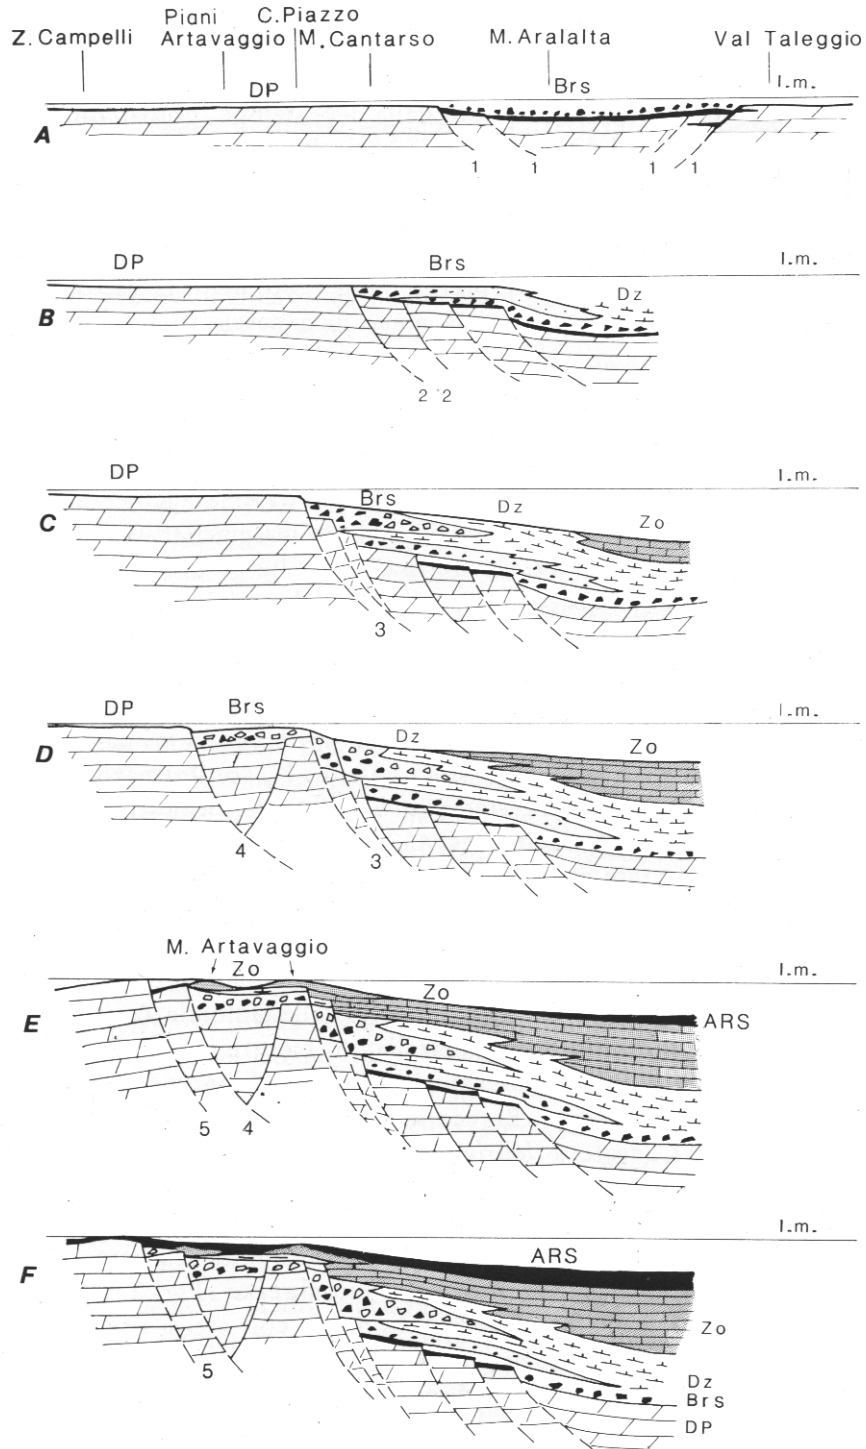 Piani C.Piazzo
Z. Campelli Artavaggio M. Cantarso M. Aralalta Val Taleggio
DP Brs l.m.
A
1 1 1 1
DP Brs l.m.
Dz
B
2 2
DP l.m.
Brs Dz Zo
C
3
DP Brs l.m.
Dz Zo
D
4 3
M. Artavaggio
Zo l.m.
Zo
E ARS
5 4
l.m.
ARS
F
Zo
5
Dz
Brs
DP